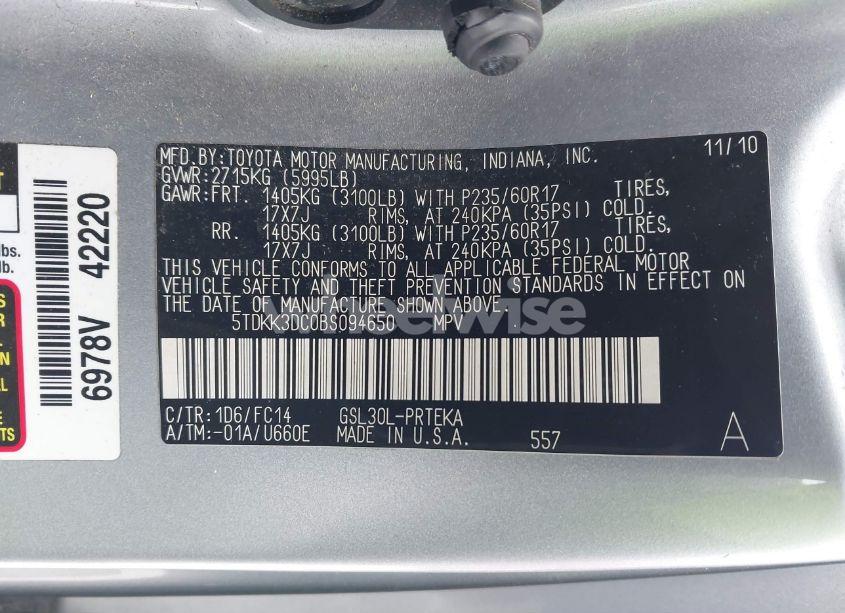 MFD.BY:TOYOTA MOTOR MANUFACTURING, INDIANA, INC. 11/10
GVWR:2715KG (5995LB)
GAWR:FRT. 1405KG (3100LB) WITH P235/60R17 TIRES,
17X7J RIMS, AT 240KPA (35PSI) COLD.
RR. 1405KG (3100LB) WITH P235/60R17 TIRES,
17X7J RIMS, AT 240KPA (35PSI) COLD.
THIS VEHICLE CONFORMS TO ALL APPLICABLE FEDERAL MOTOR
VEHICLE SAFETY AND THEFT PREVENTION STANDARDS IN EFFECT ON
THE DATE OF MANUFACTURE SHOWN ABOVE.
5TDKK3DC0BS094650 MPV
C/TR:1D6/FC14 GSL30L-PRTEKA
A/TM:-01A/U660E MADE IN U.S.A. 557 A
6978V 42220
lbs.
lb.
wheelwise